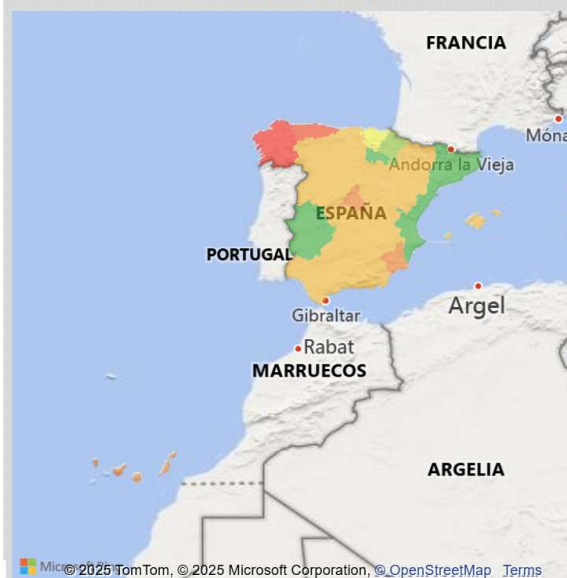 FRANCIA
Móna
Andorra la Vieja
ESPAÑA
PORTUGAL
Gibraltar
Argel
Rabat
MARRUECOS
ARGELIA
© 2025 TomTom, © 2025 Microsoft Corporation, © OpenStreetMap Terms